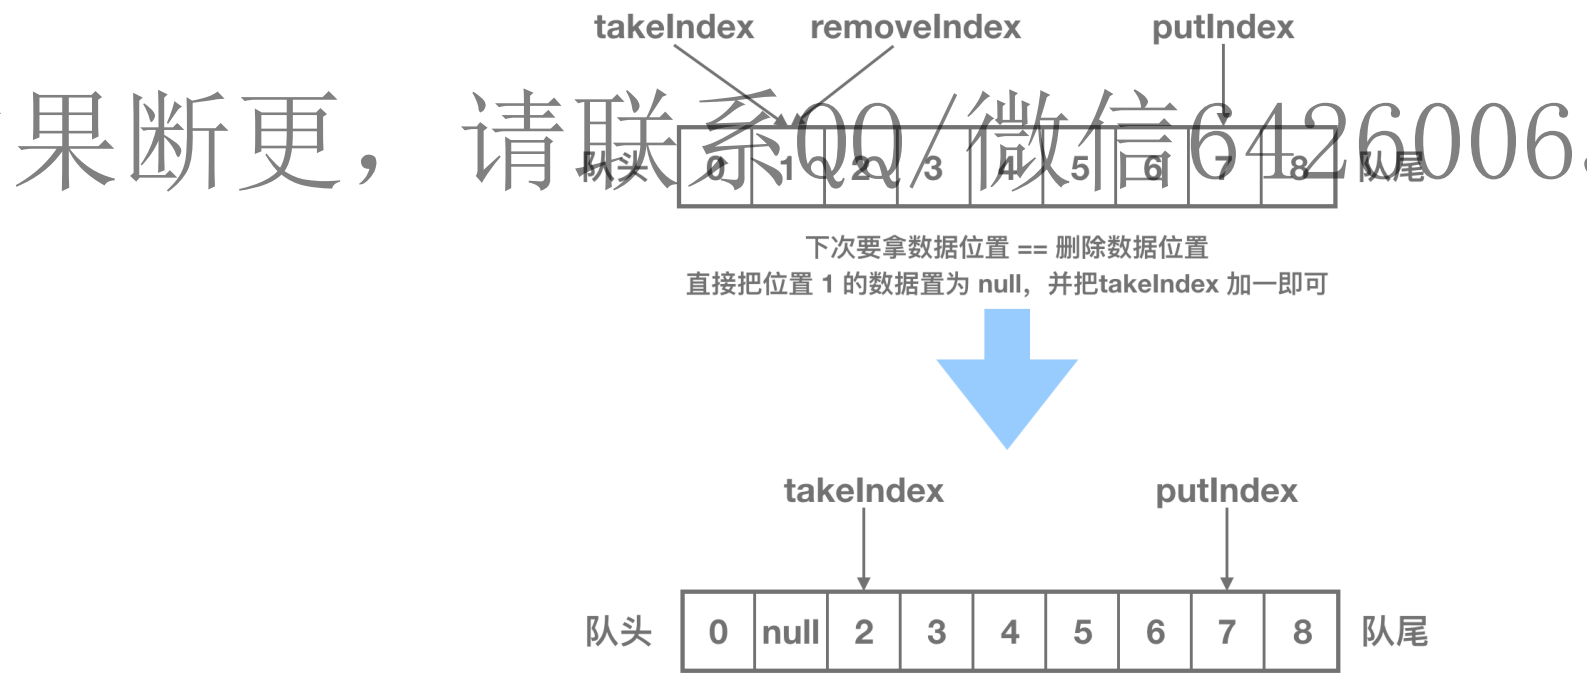 takeIndex removeIndex putIndex
果断更，请联系QQ/微信6426006
队头 0 1 2 3 4 5 6 7 8 队尾
下次要拿数据位置 == 删除数据位置
直接把位置 1 的数据置为 null，并把takeIndex 加一即可
takeIndex putIndex
队头 0 null 2 3 4 5 6 7 8 队尾